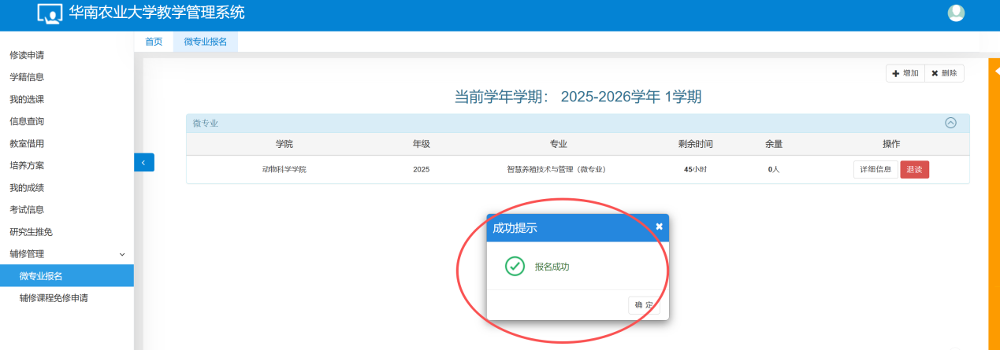 华南农业大学教学管理系统
首页 微专业报名
修读申请
学籍信息
我的选课
信息查询
教室借用
培养方案
我的成绩
考试信息
研究生推免
辅修管理
微专业报名
辅修课程免修申请
增加 删除
当前学年学期： 2025-2026学年 1学期
微专业
学院 年级 专业 剩余时间 余量 操作
动物科学学院 2025 智慧养殖技术与管理（微专业） 45小时 0人 详细信息 退读
成功提示
报名成功
确 定